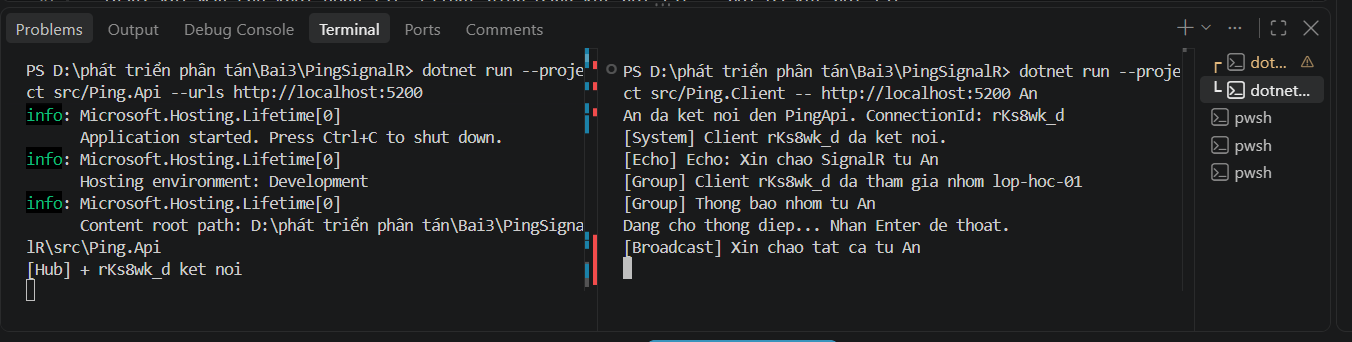 Problems Output Debug Console Terminal Ports Comments
PS D:\phát triển phân tán\Bai3\PingSignalR> dotnet run --proje
ct src/Ping.Api --urls http://localhost:5200
info: Microsoft.Hosting.Lifetime[0]
Application started. Press Ctrl+C to shut down.
info: Microsoft.Hosting.Lifetime[0]
Hosting environment: Development
info: Microsoft.Hosting.Lifetime[0]
Content root path: D:\phát triển phân tán\Bai3\PingSigna
lR\src\Ping.Api
[Hub] + rKs8wk_d ket noi
PS D:\phát triển phân tán\Bai3\PingSignalR> dotnet run --proje
ct src/Ping.Client -- http://localhost:5200 An
An da ket noi den PingApi. ConnectionId: rKs8wk_d
[System] Client rKs8wk_d da ket noi.
[Echo] Echo: Xin chao SignalR tu An
[Group] Client rKs8wk_d da tham gia nhom lop-hoc-01
[Group] Thong bao nhom tu An
Dang cho thong diep... Nhan Enter de thoat.
[Broadcast] Xin chao tat ca tu An
dot...
dotnet...
pwsh
pwsh
pwsh